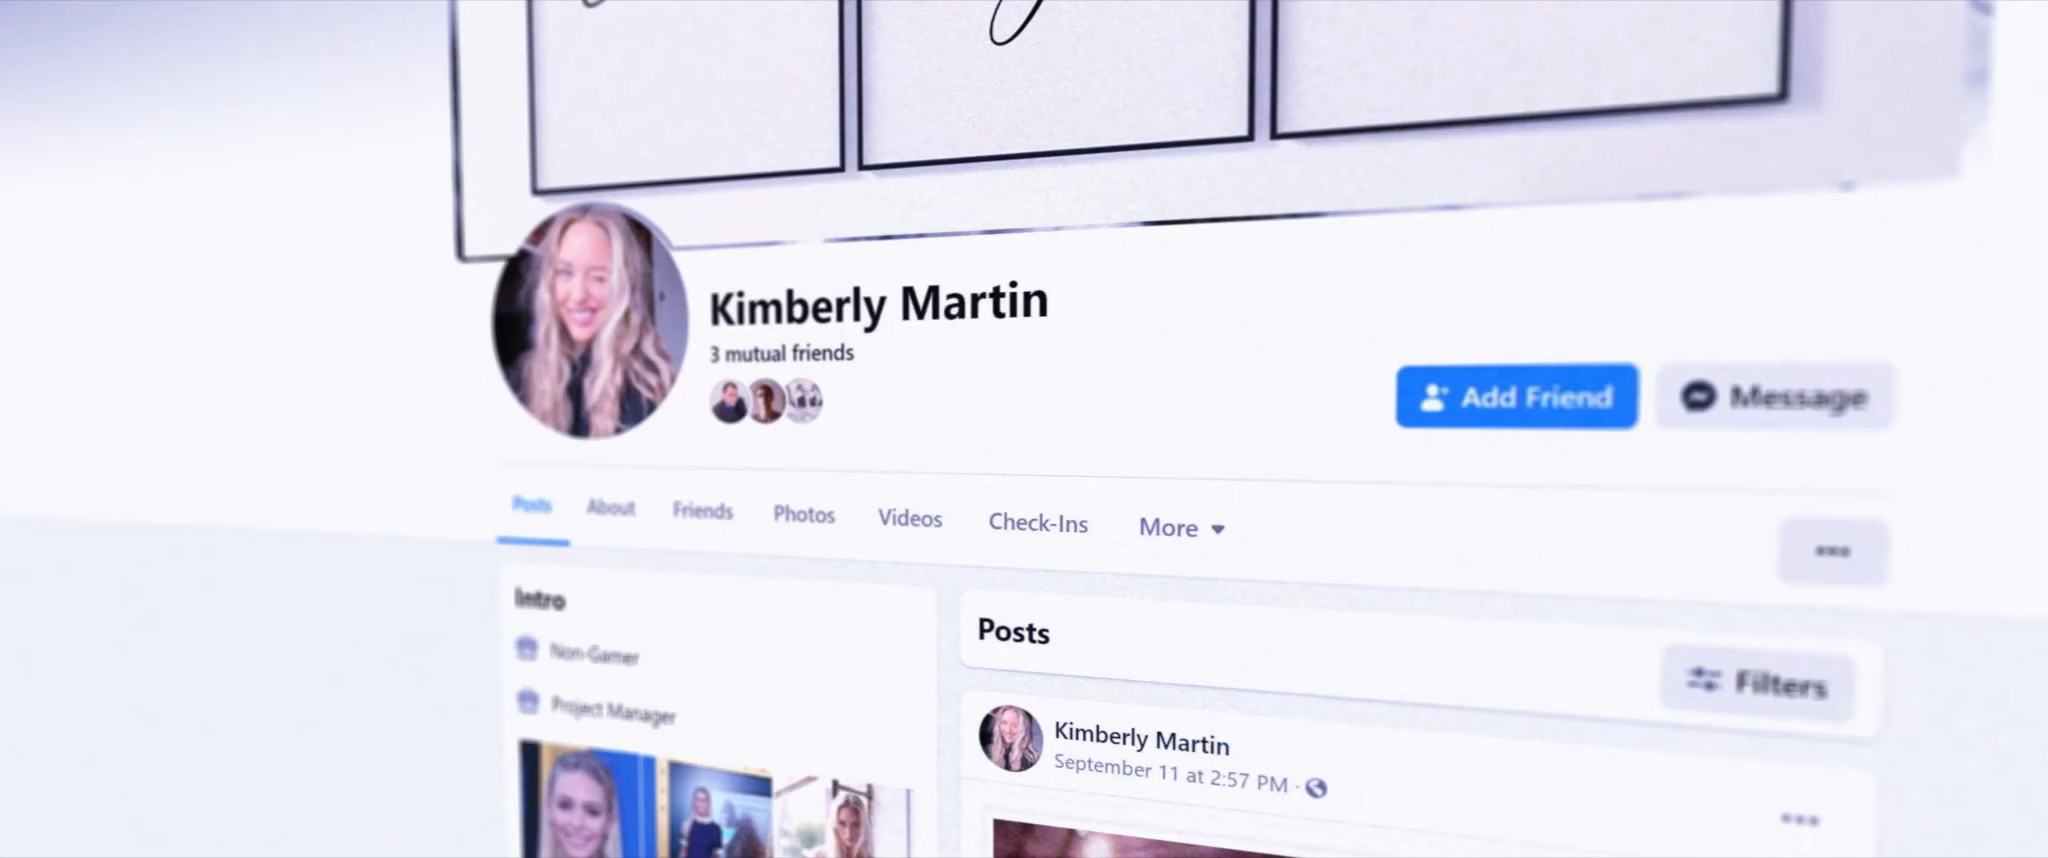 Kimberly Martin
3 mutual friends
Add Friend
Message
Posts
About
Friends
Photos
Videos
Check-Ins
More
Intro
Non-Gamer
Project Manager
Posts
Filters
Kimberly Martin
September 11 at 2:57 PM ·